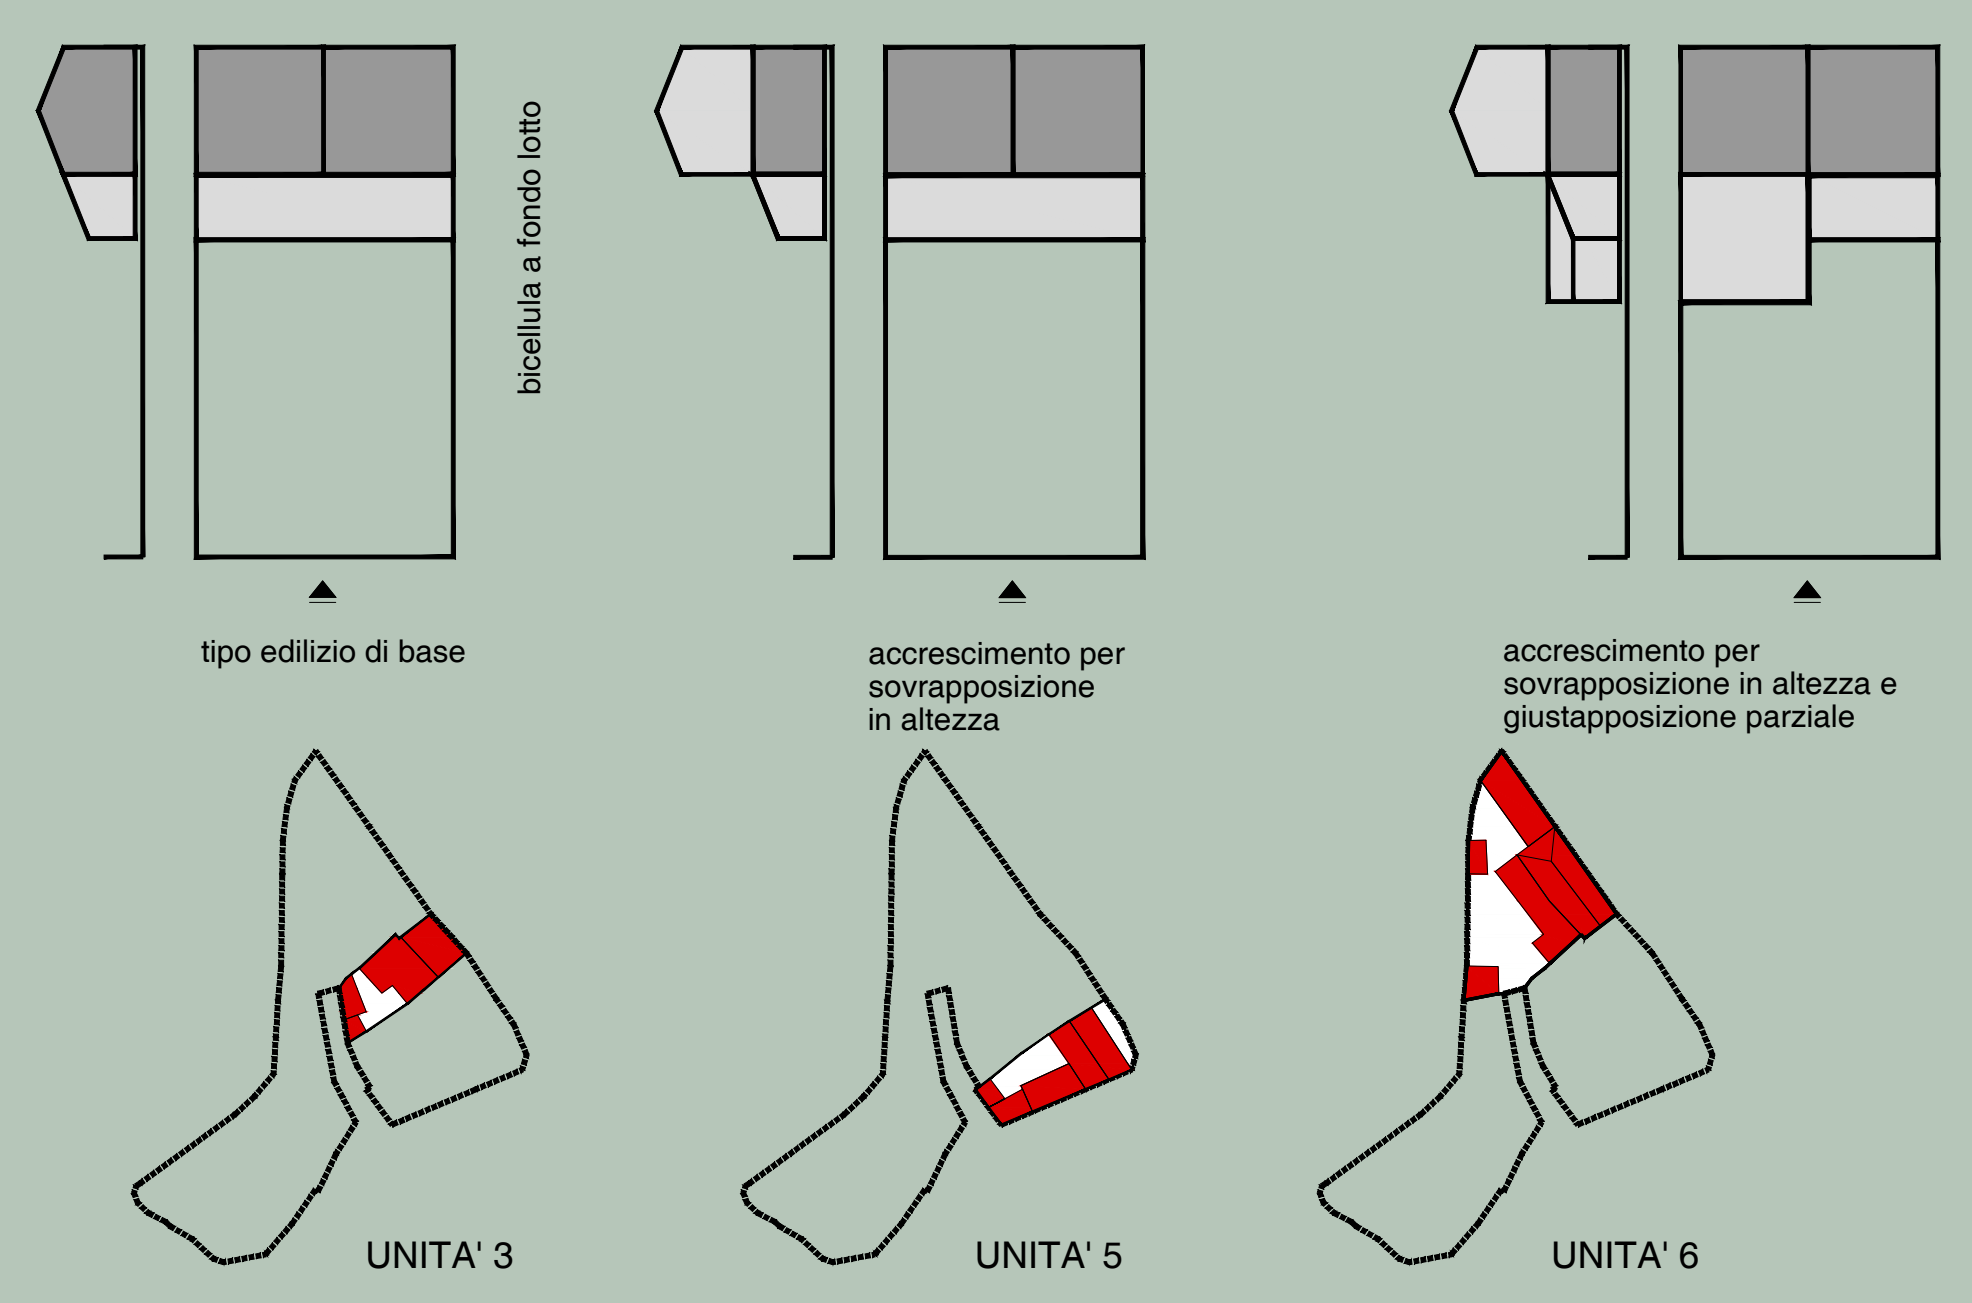 bicellula a fondo lotto
tipo edilizio di base
accrescimento per
sovrapposizione
in altezza
accrescimento per
sovrapposizione in altezza e
giustapposizione parziale
UNITA' 3
UNITA' 5
UNITA' 6